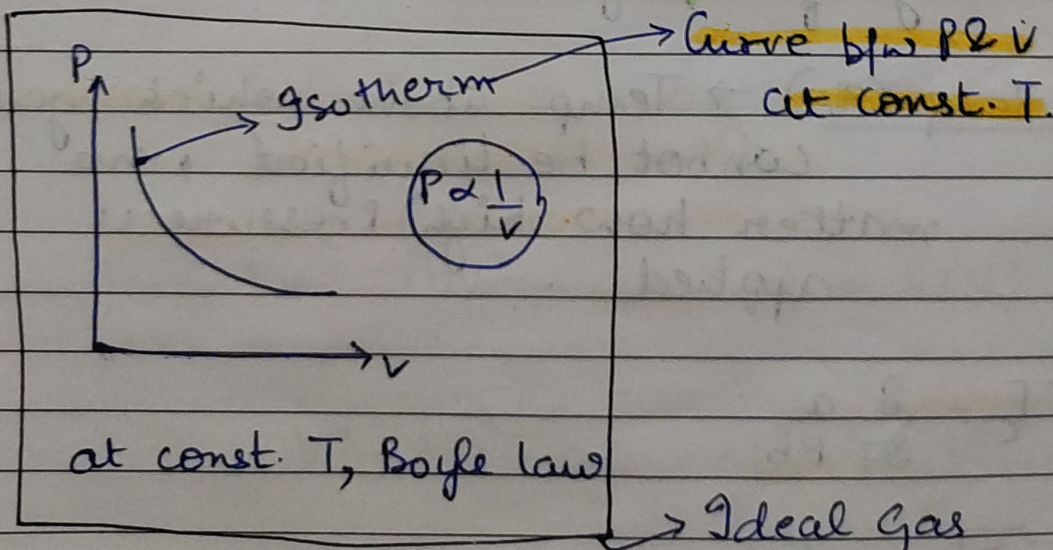 P
Isotherm → Curve b/w P & V
at const. T.
P ∝ 1/V
V
at const. T, Boyle law
→ Ideal Gas